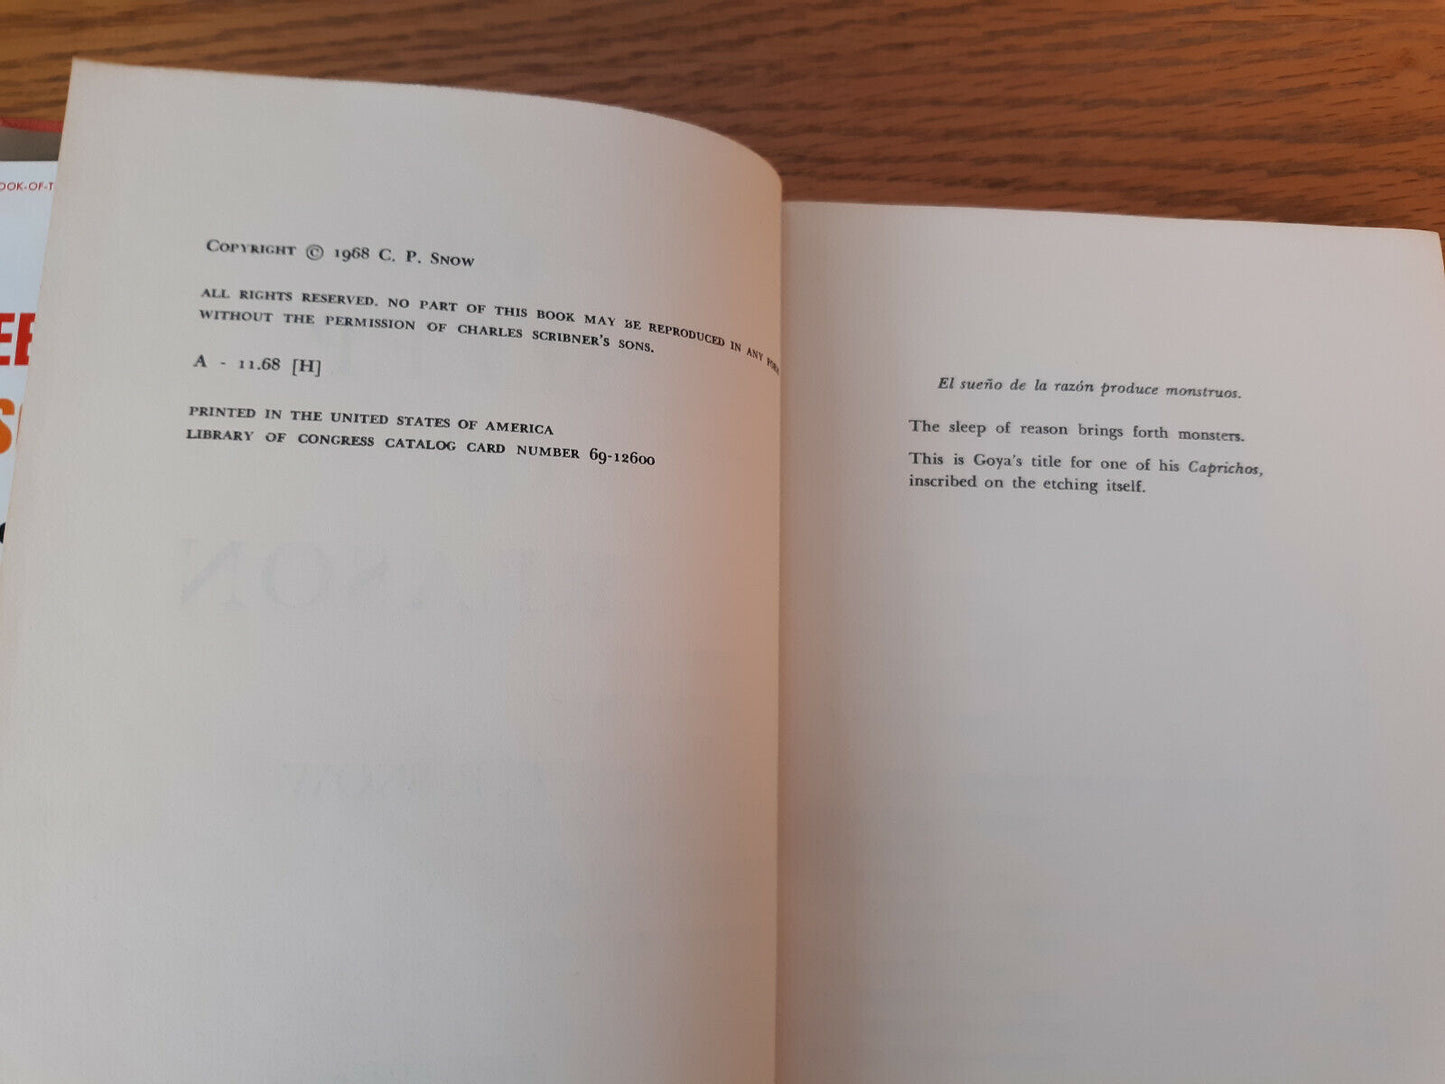 OOK-OF-T
COPYRIGHT © 1968 C. P. SNOW
ALL RIGHTS RESERVED. NO PART OF THIS BOOK MAY BE REPRODUCED IN ANY FORM
WITHOUT THE PERMISSION OF CHARLES SCRIBNER'S SONS.
A - 11.68 [H]
PRINTED IN THE UNITED STATES OF AMERICA
LIBRARY OF CONGRESS CATALOG CARD NUMBER 69-12600
El sueño de la razón produce monstruos.
The sleep of reason brings forth monsters.
This is Goya's title for one of his Caprichos,
inscribed on the etching itself.